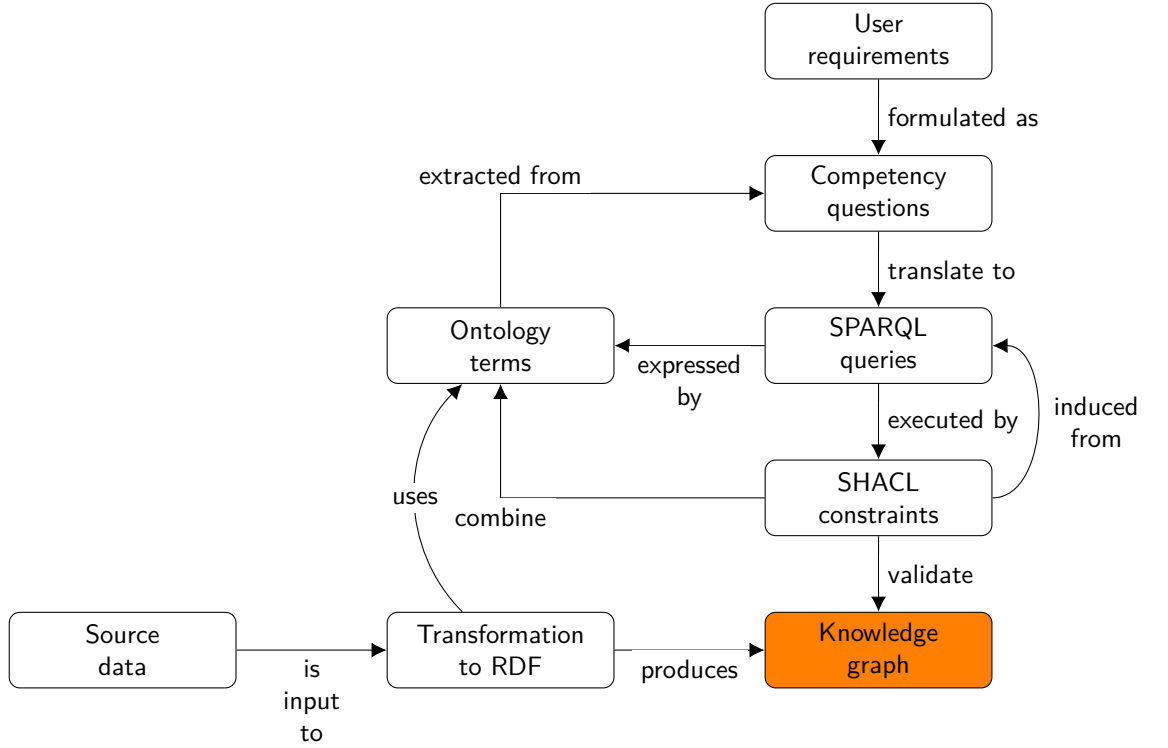 User
requirements
formulated as
extracted from
Competency
questions
translate to
Ontology
terms
expressed
by
SPARQL
queries
executed by
induced
from
uses
combine
SHACL
constraints
validate
Source
data
is
input
to
Transformation
to RDF
produces
Knowledge
graph